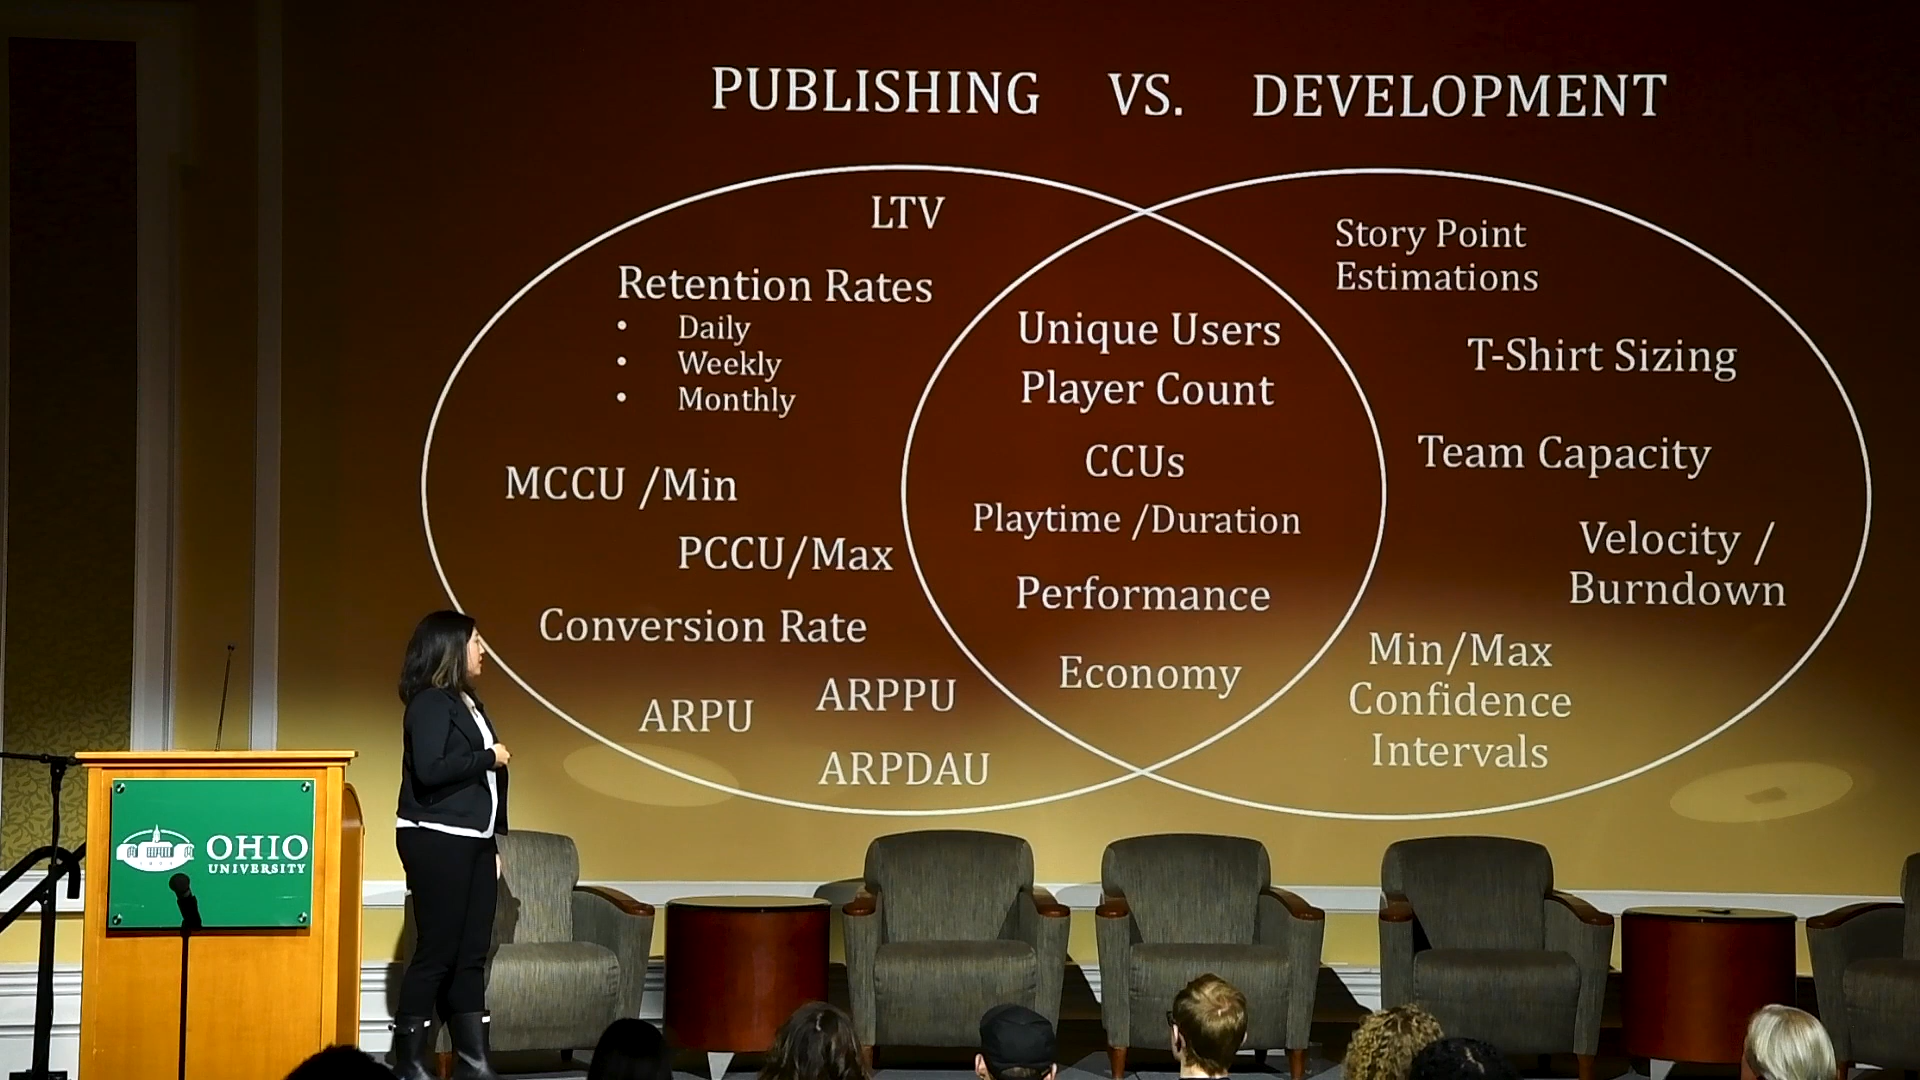 PUBLISHING VS. DEVELOPMENT
LTV
Retention Rates
• Daily
• Weekly
• Monthly
MCCU /Min
PCCU/Max
Conversion Rate
ARPU
ARPPU
ARPDAU
Unique Users
Player Count
CCUs
Playtime /Duration
Performance
Economy
Story Point
Estimations
T-Shirt Sizing
Team Capacity
Velocity /
Burndown
Min/Max
Confidence
Intervals
OHIO
UNIVERSITY